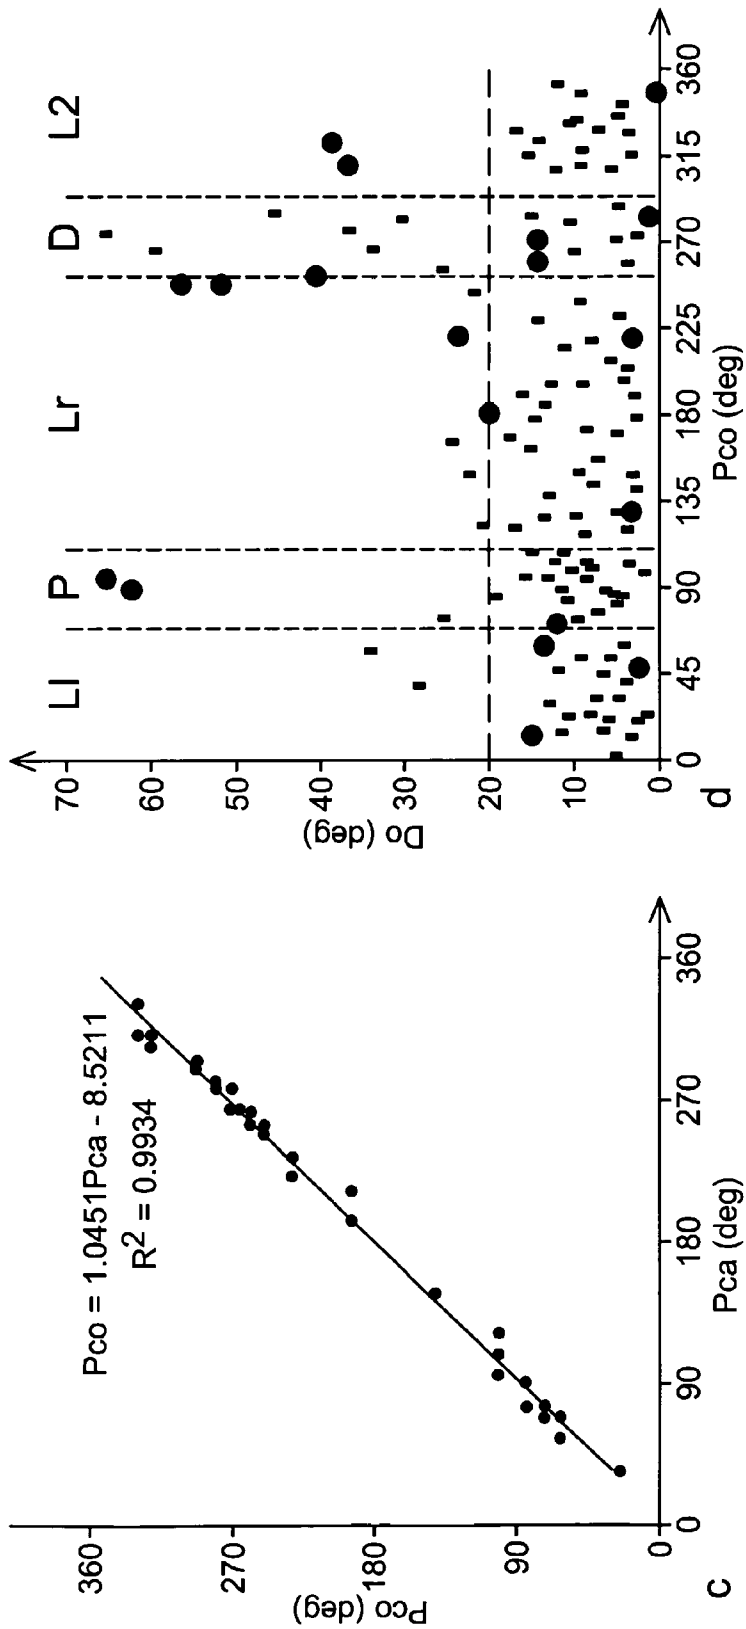 Pco = 1.0451Pca - 8.5211
R² = 0.9934
Pco (deg)
360
270
180
90
0
0 90 180 270 360
Pca (deg)
c
Ll P Lr D L2
Do (deg)
70
60
50
40
30
20
10
0
0 45 90 135 180 225 270 315 360
Pco (deg)
d